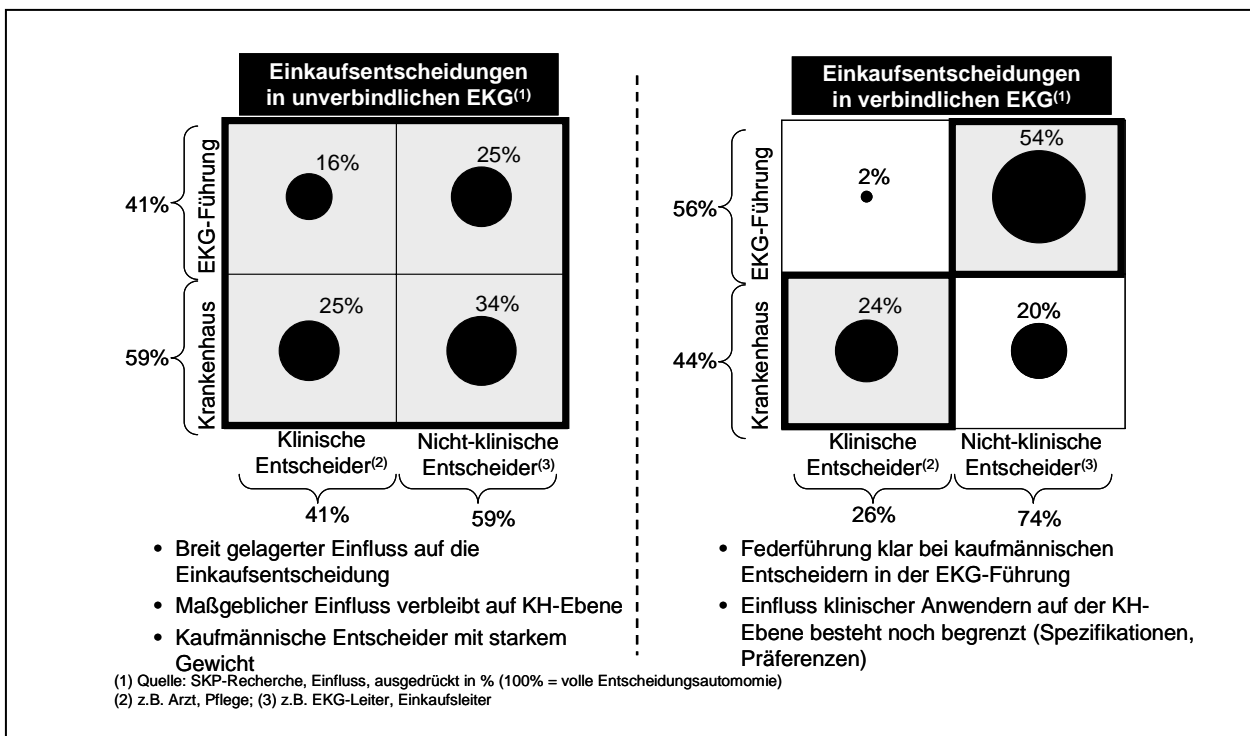 Einkaufsentscheidungen
in unverbindlichen EKG(1)
41%
EKG-Führung
16%
25%
59%
Krankenhaus
25%
34%
Klinische
Entscheider(2)
Nicht-klinische
Entscheider(3)
41%
59%
• Breit gelagerter Einfluss auf die
Einkaufsentscheidung
• Maßgeblicher Einfluss verbleibt auf KH-Ebene
• Kaufmännische Entscheider mit starkem
Gewicht
Einkaufsentscheidungen
in verbindlichen EKG(1)
56%
EKG-Führung
2%
54%
44%
Krankenhaus
24%
20%
Klinische
Entscheider(2)
Nicht-klinische
Entscheider(3)
26%
74%
• Federführung klar bei kaufmännischen
Entscheidern in der EKG-Führung
• Einfluss klinischer Anwendern auf der KH-
Ebene besteht noch begrenzt (Spezifikationen,
Präferenzen)
(1) Quelle: SKP-Recherche, Einfluss, ausgedrückt in % (100% = volle Entscheidungsautomomie)
(2) z.B. Arzt, Pflege; (3) z.B. EKG-Leiter, Einkaufsleiter